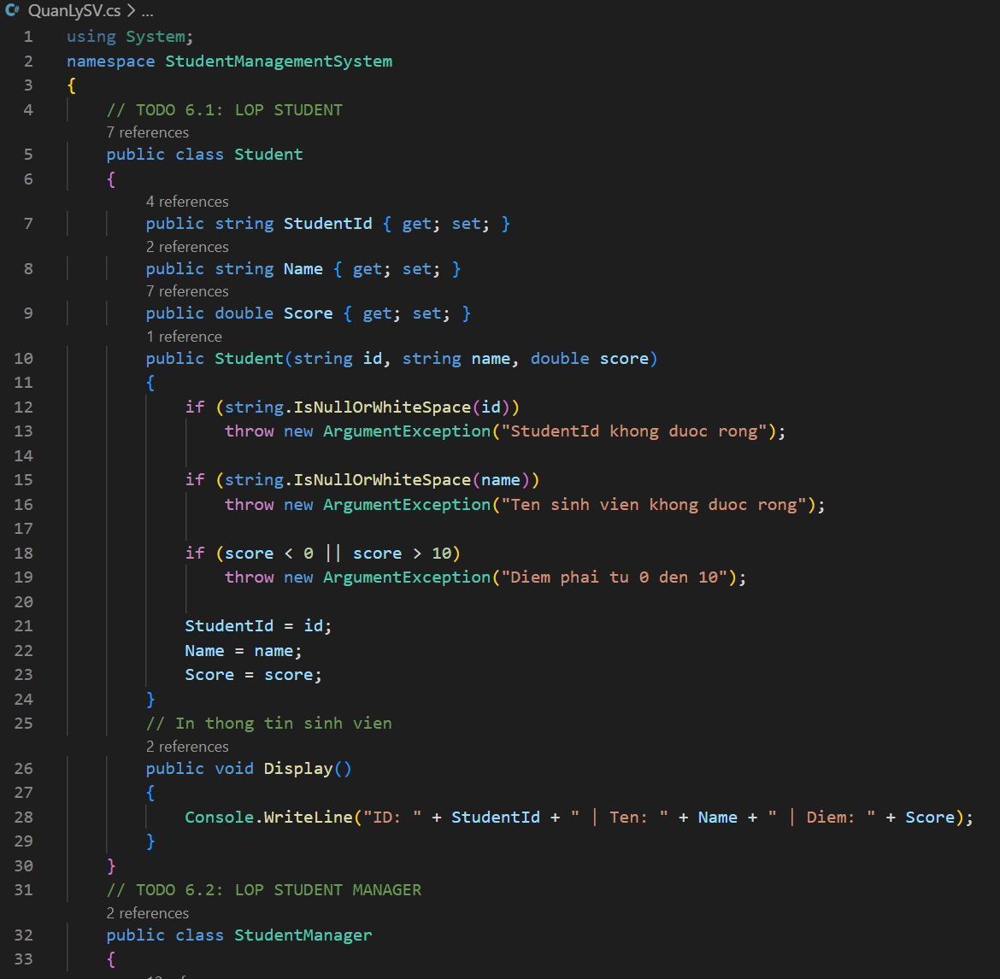 C# QuanLySV.cs > ...
1 using System;
2 namespace StudentManagementSystem
3 {
4 // TODO 6.1: LOP STUDENT
7 references
5 public class Student
6 {
4 references
7 public string StudentId { get; set; }
2 references
8 public string Name { get; set; }
7 references
9 public double Score { get; set; }
1 reference
10 public Student(string id, string name, double score)
11 {
12 if (string.IsNullOrWhiteSpace(id))
13 throw new ArgumentException("StudentId khong duoc rong");
14
15 if (string.IsNullOrWhiteSpace(name))
16 throw new ArgumentException("Ten sinh vien khong duoc rong");
17
18 if (score < 0 || score > 10)
19 throw new ArgumentException("Diem phai tu 0 den 10");
20
21 StudentId = id;
22 Name = name;
23 Score = score;
24 }
25 // In thong tin sinh vien
2 references
26 public void Display()
27 {
28 Console.WriteLine("ID: " + StudentId + " | Ten: " + Name + " | Diem: " + Score);
29 }
30 }
31 // TODO 6.2: LOP STUDENT MANAGER
2 references
32 public class StudentManager
33 {